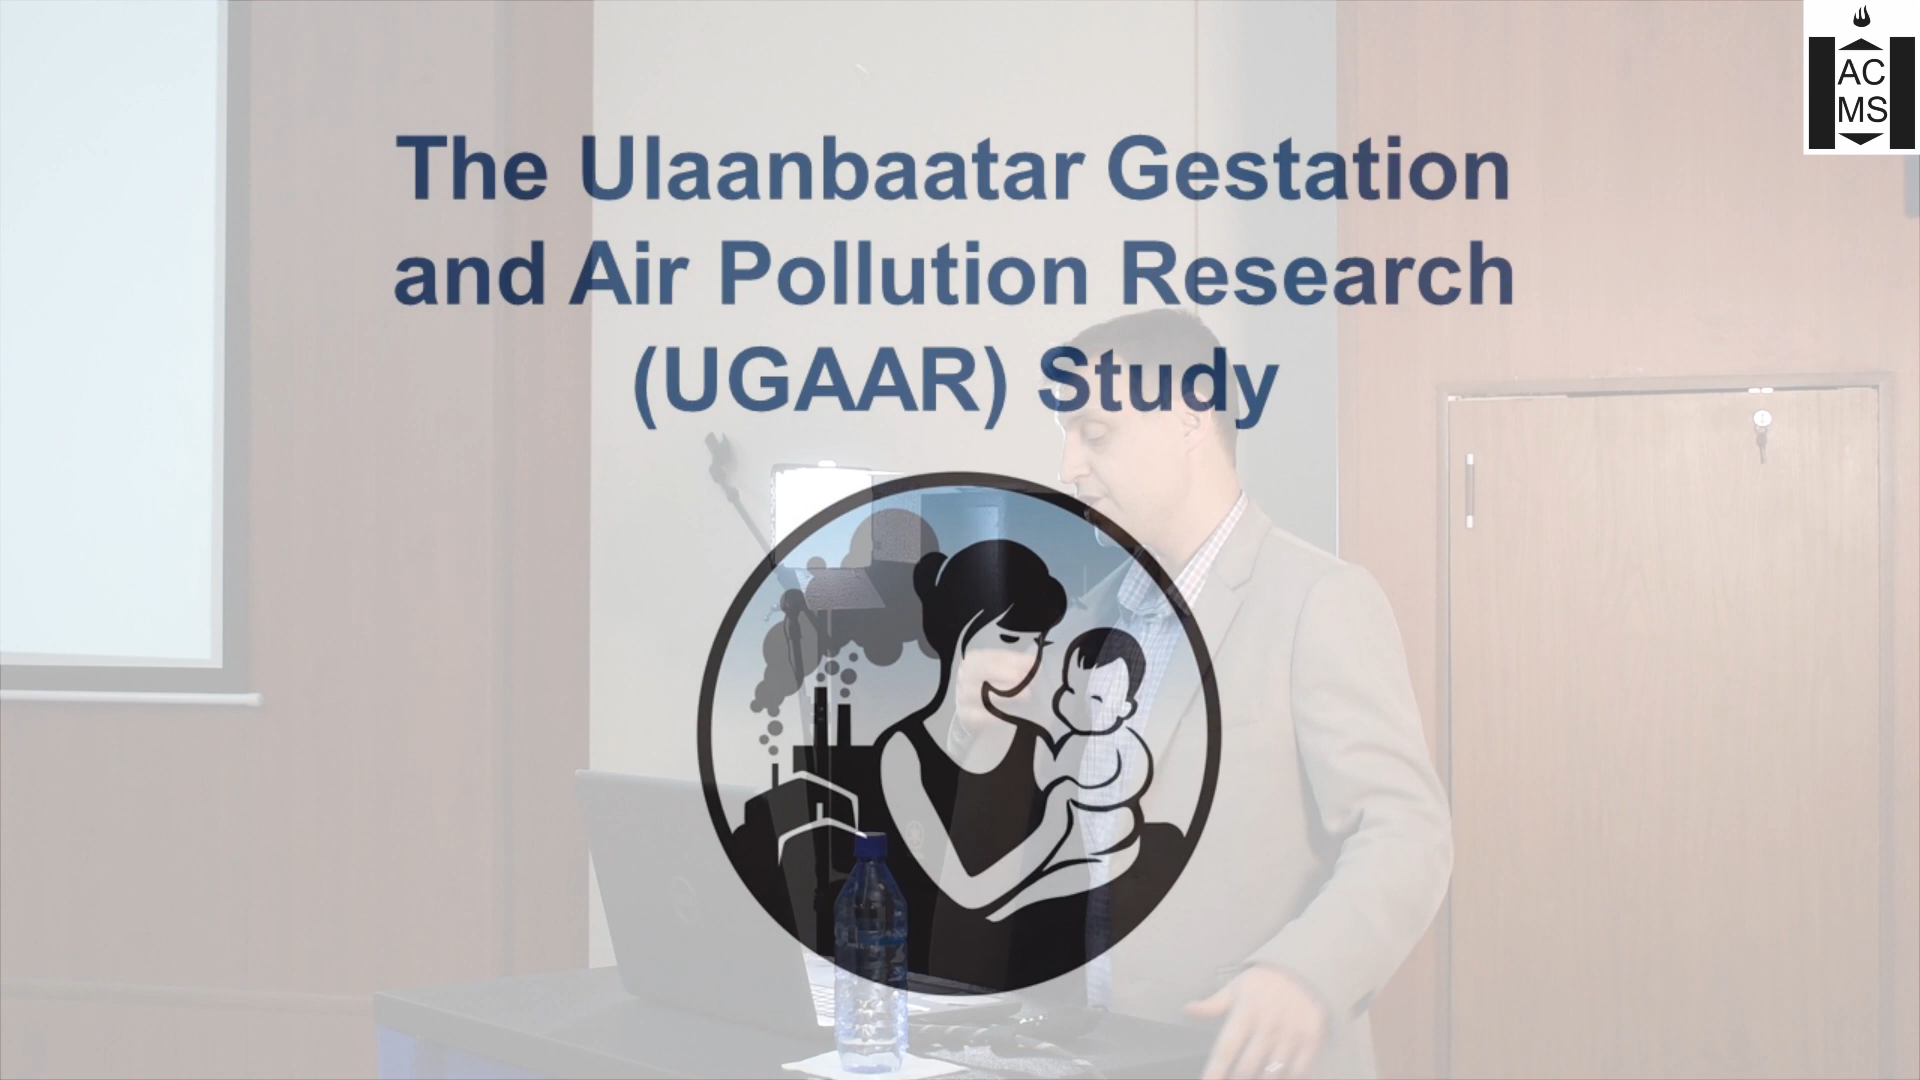 AC
MS
The Ulaanbaatar Gestation
and Air Pollution Research
(UGAAR) Study